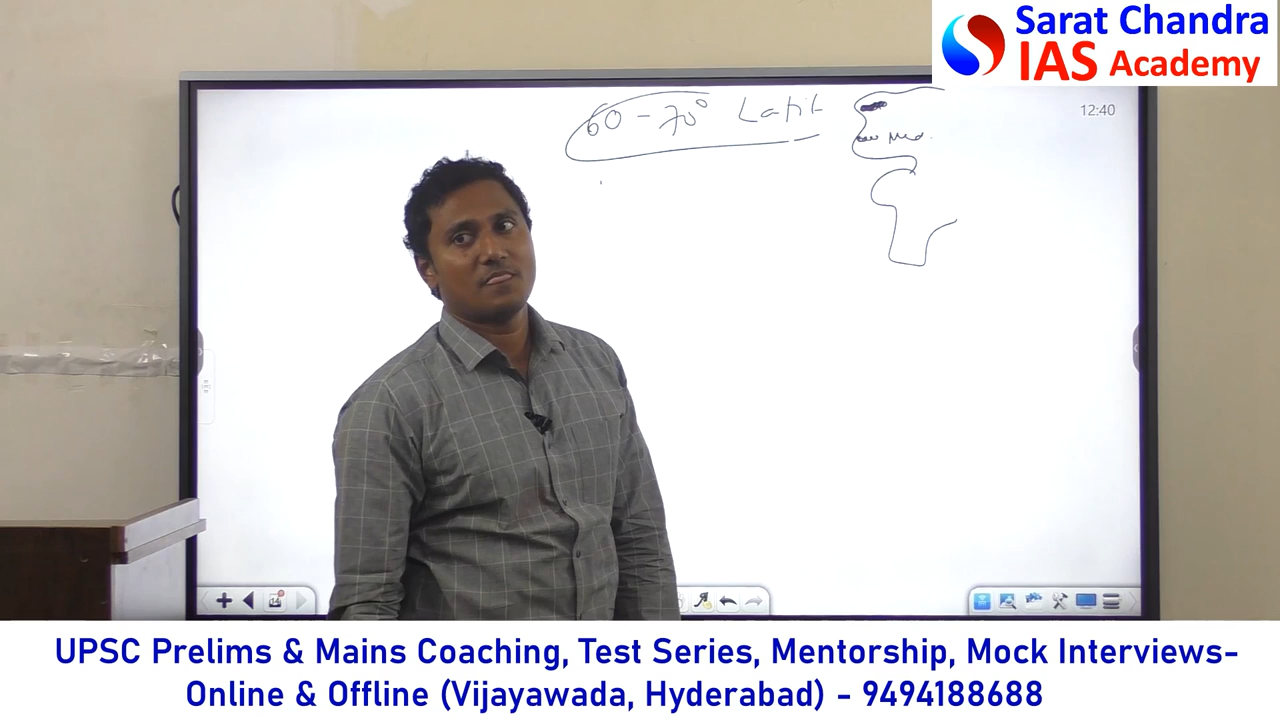 Sarat Chandra
IAS Academy
12:40
60-70° Latit
UPSC Prelims & Mains Coaching, Test Series, Mentorship, Mock Interviews-
Online & Offline (Vijayawada, Hyderabad) - 9494188688